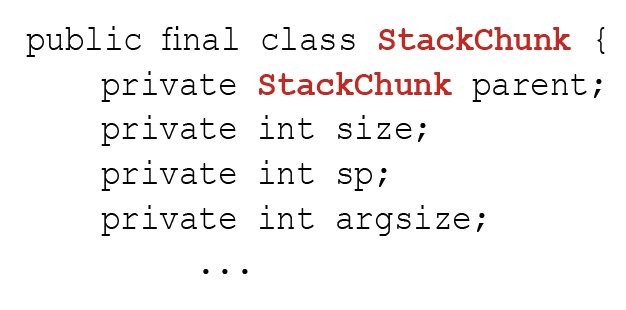 public final class StackChunk {
private StackChunk parent;
private int size;
private int sp;
private int argsize;
...